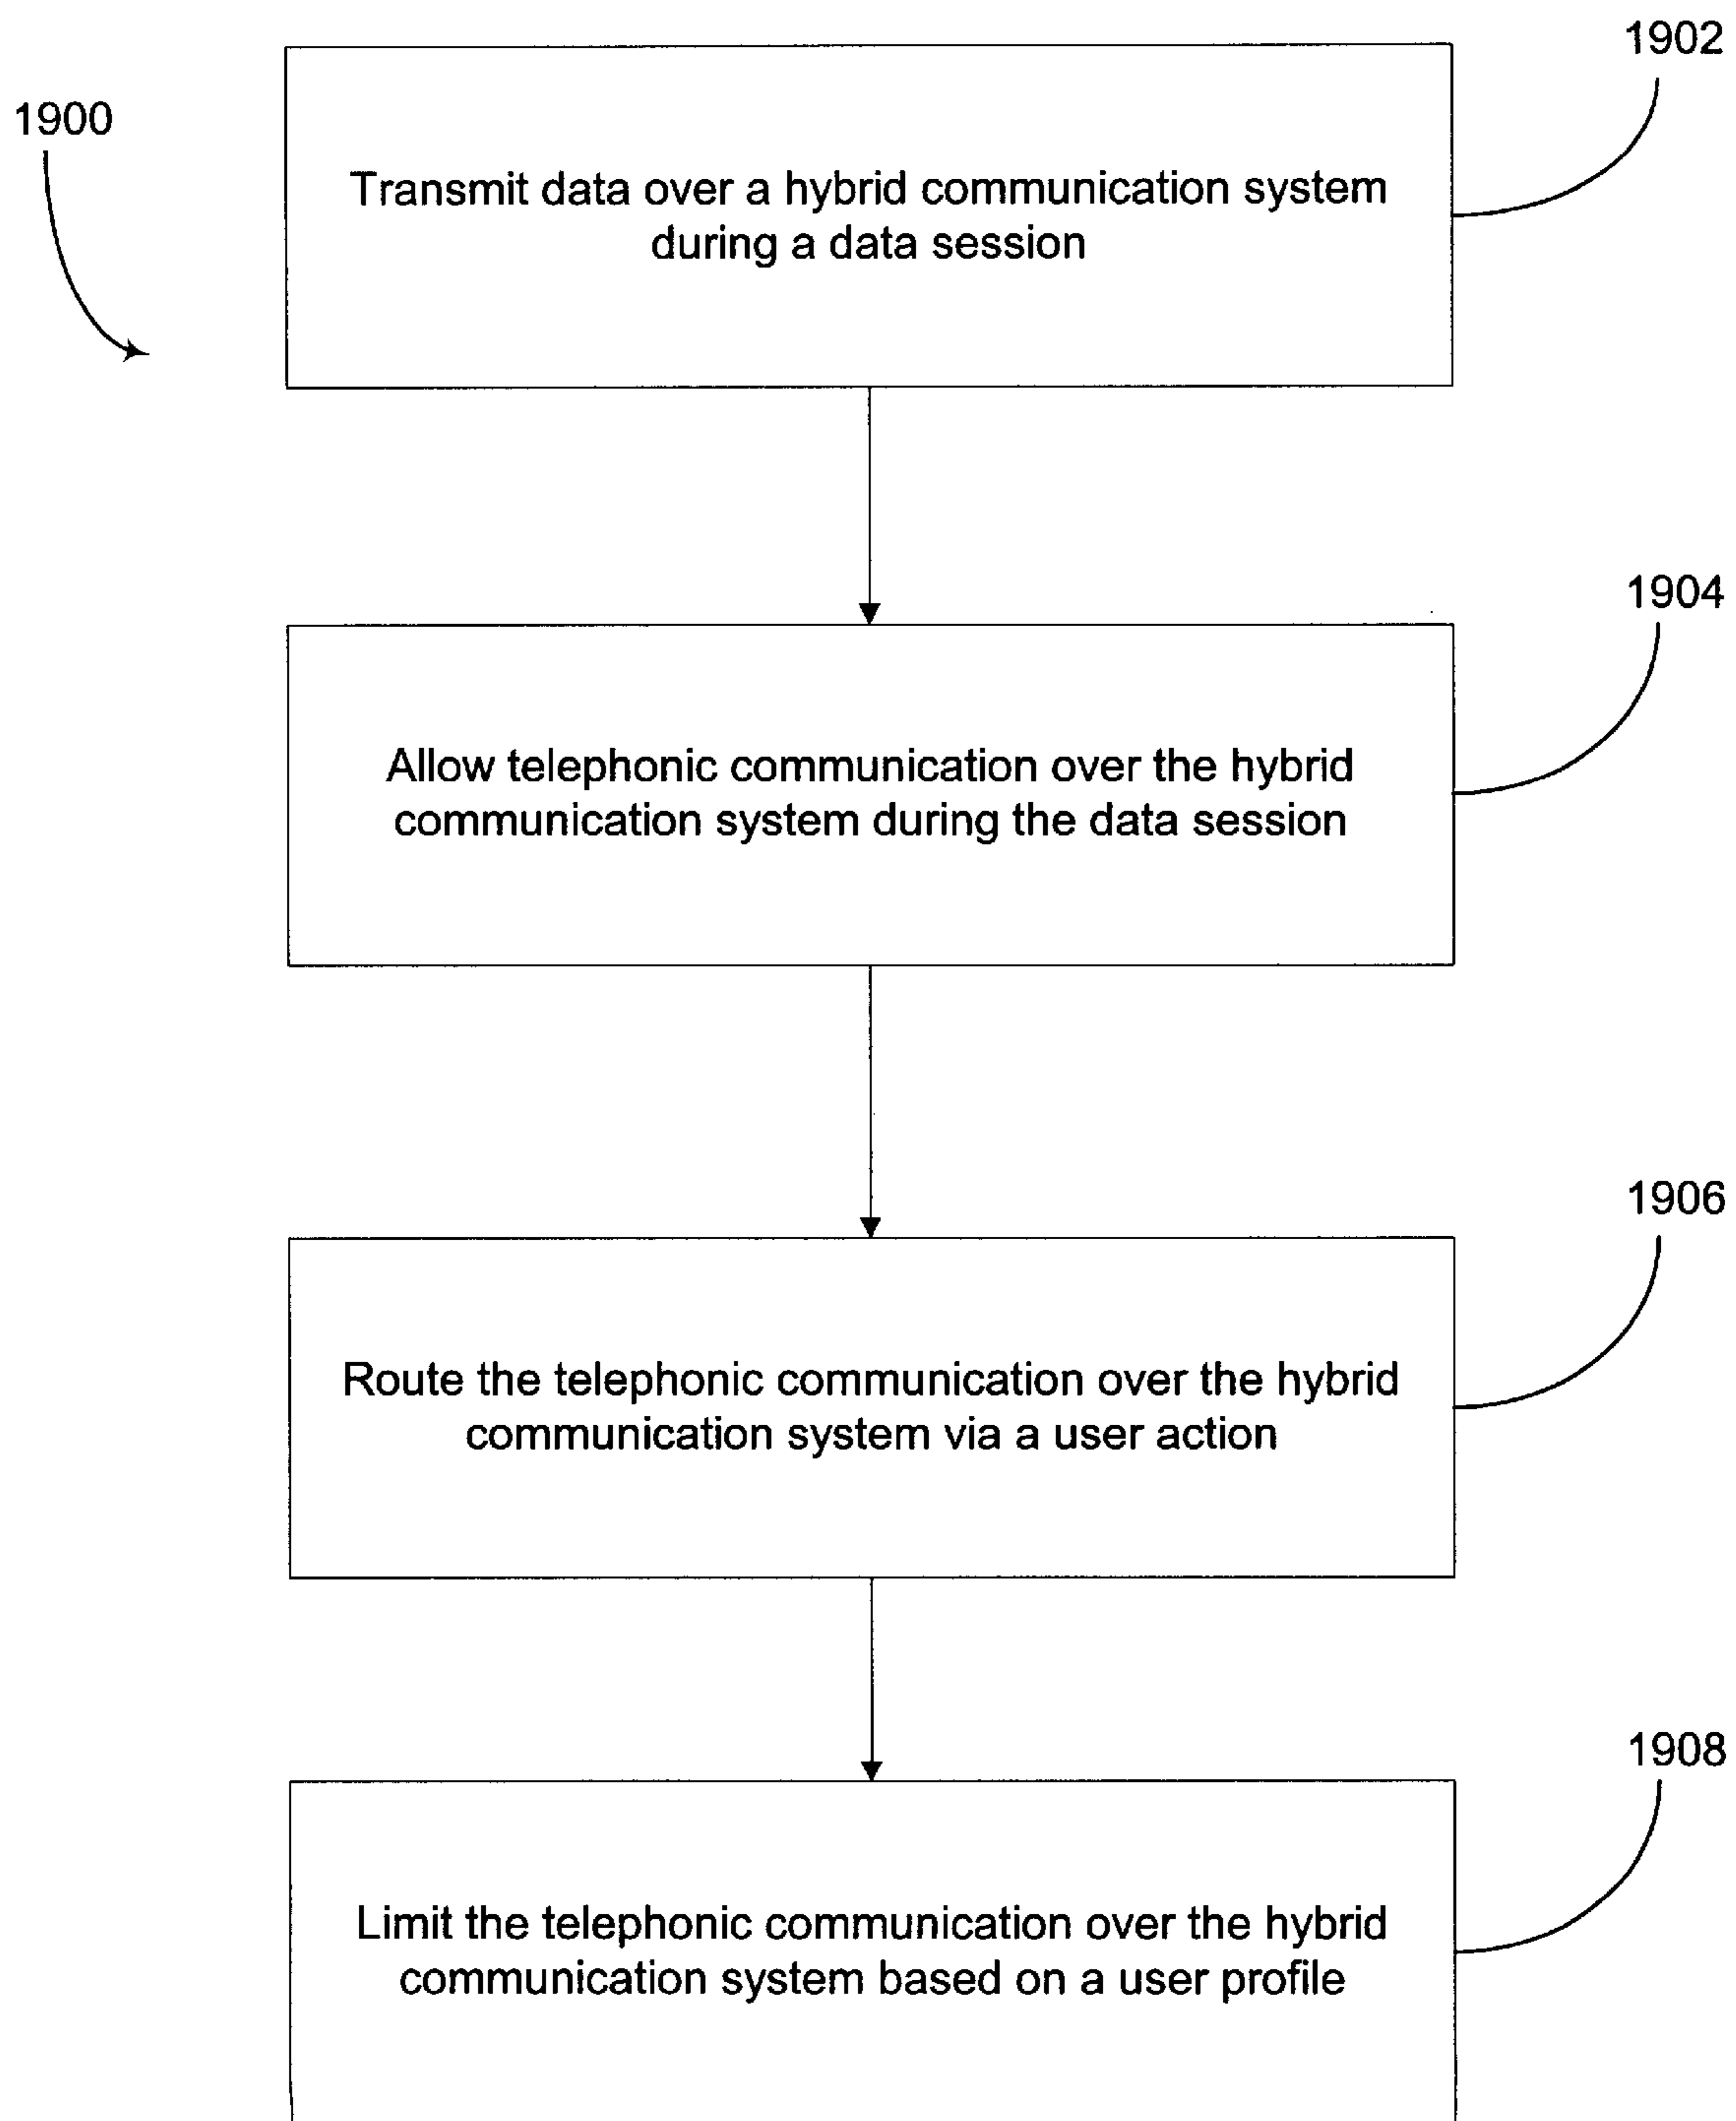 1902
1900
Transmit data over a hybrid communication system
during a data session
1904
Allow telephonic communication over the hybrid
communication system during the data session
1906
Route the telephonic communication over the hybrid
communication system via a user action
1908
Limit the telephonic communication over the hybrid
communication system based on a user profile